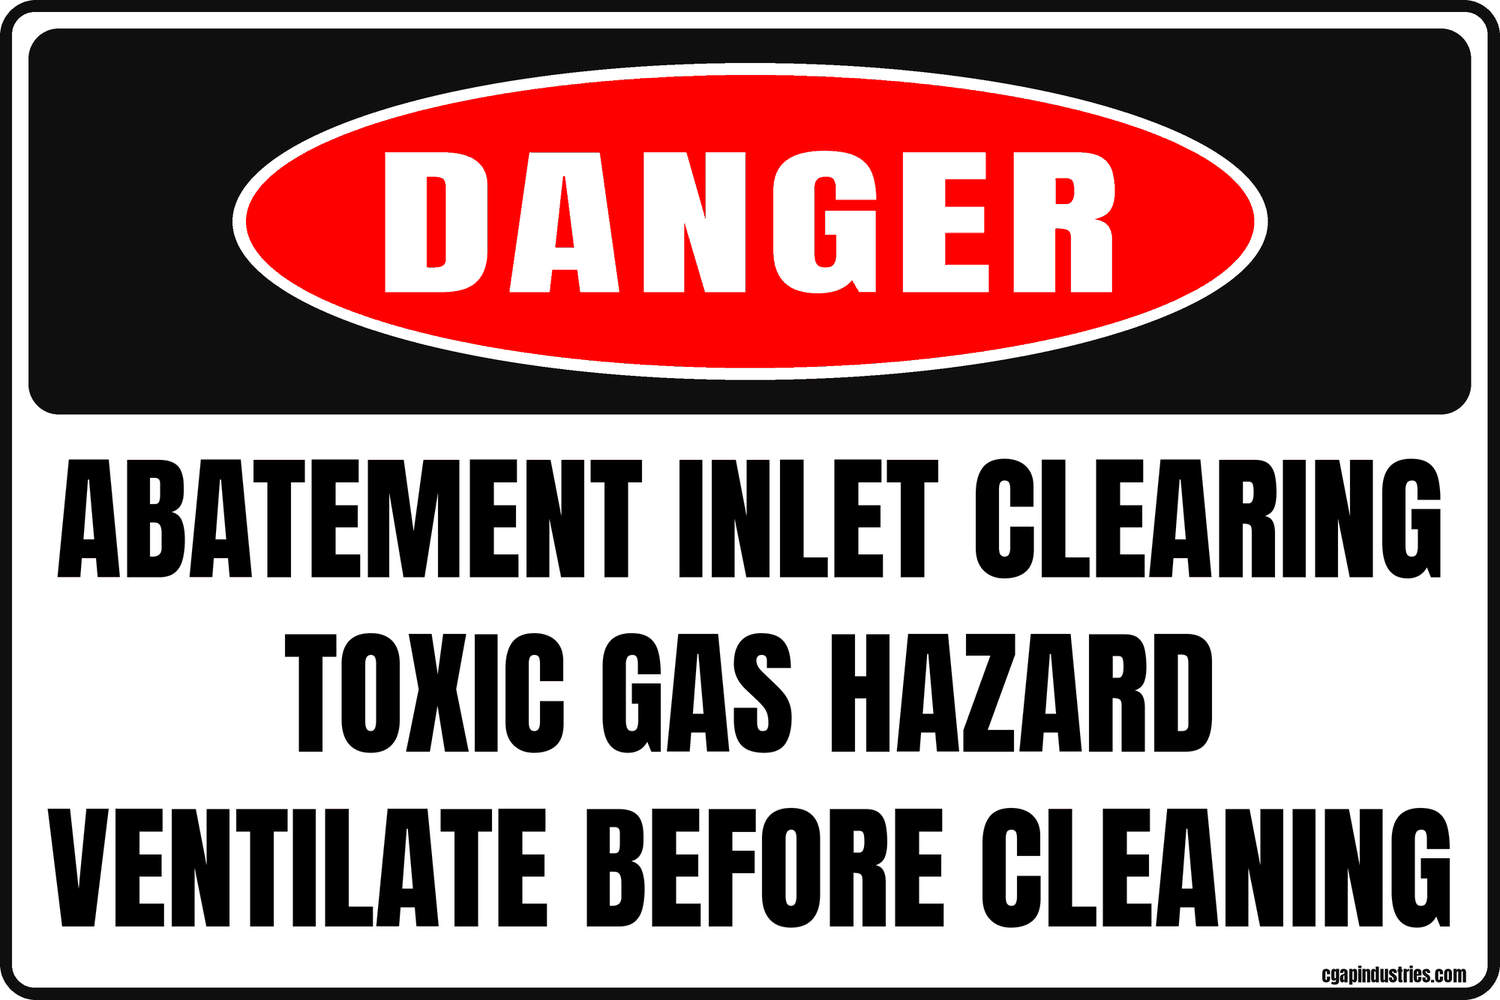 DANGER
ABATEMENT INLET CLEARING
TOXIC GAS HAZARD
VENTILATE BEFORE CLEANING
cgapindustries.com